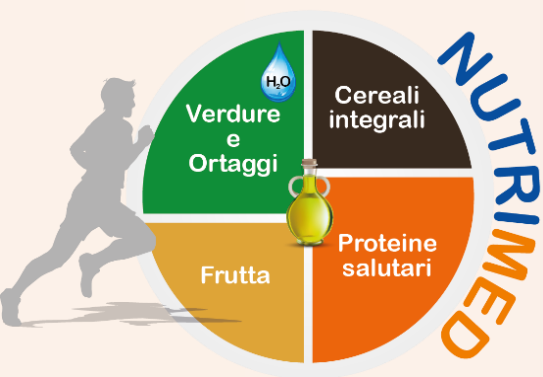 H₂O
Verdure
e
Ortaggi
Cereali
integrali
Frutta
Proteine
salutari
NUTRIMED